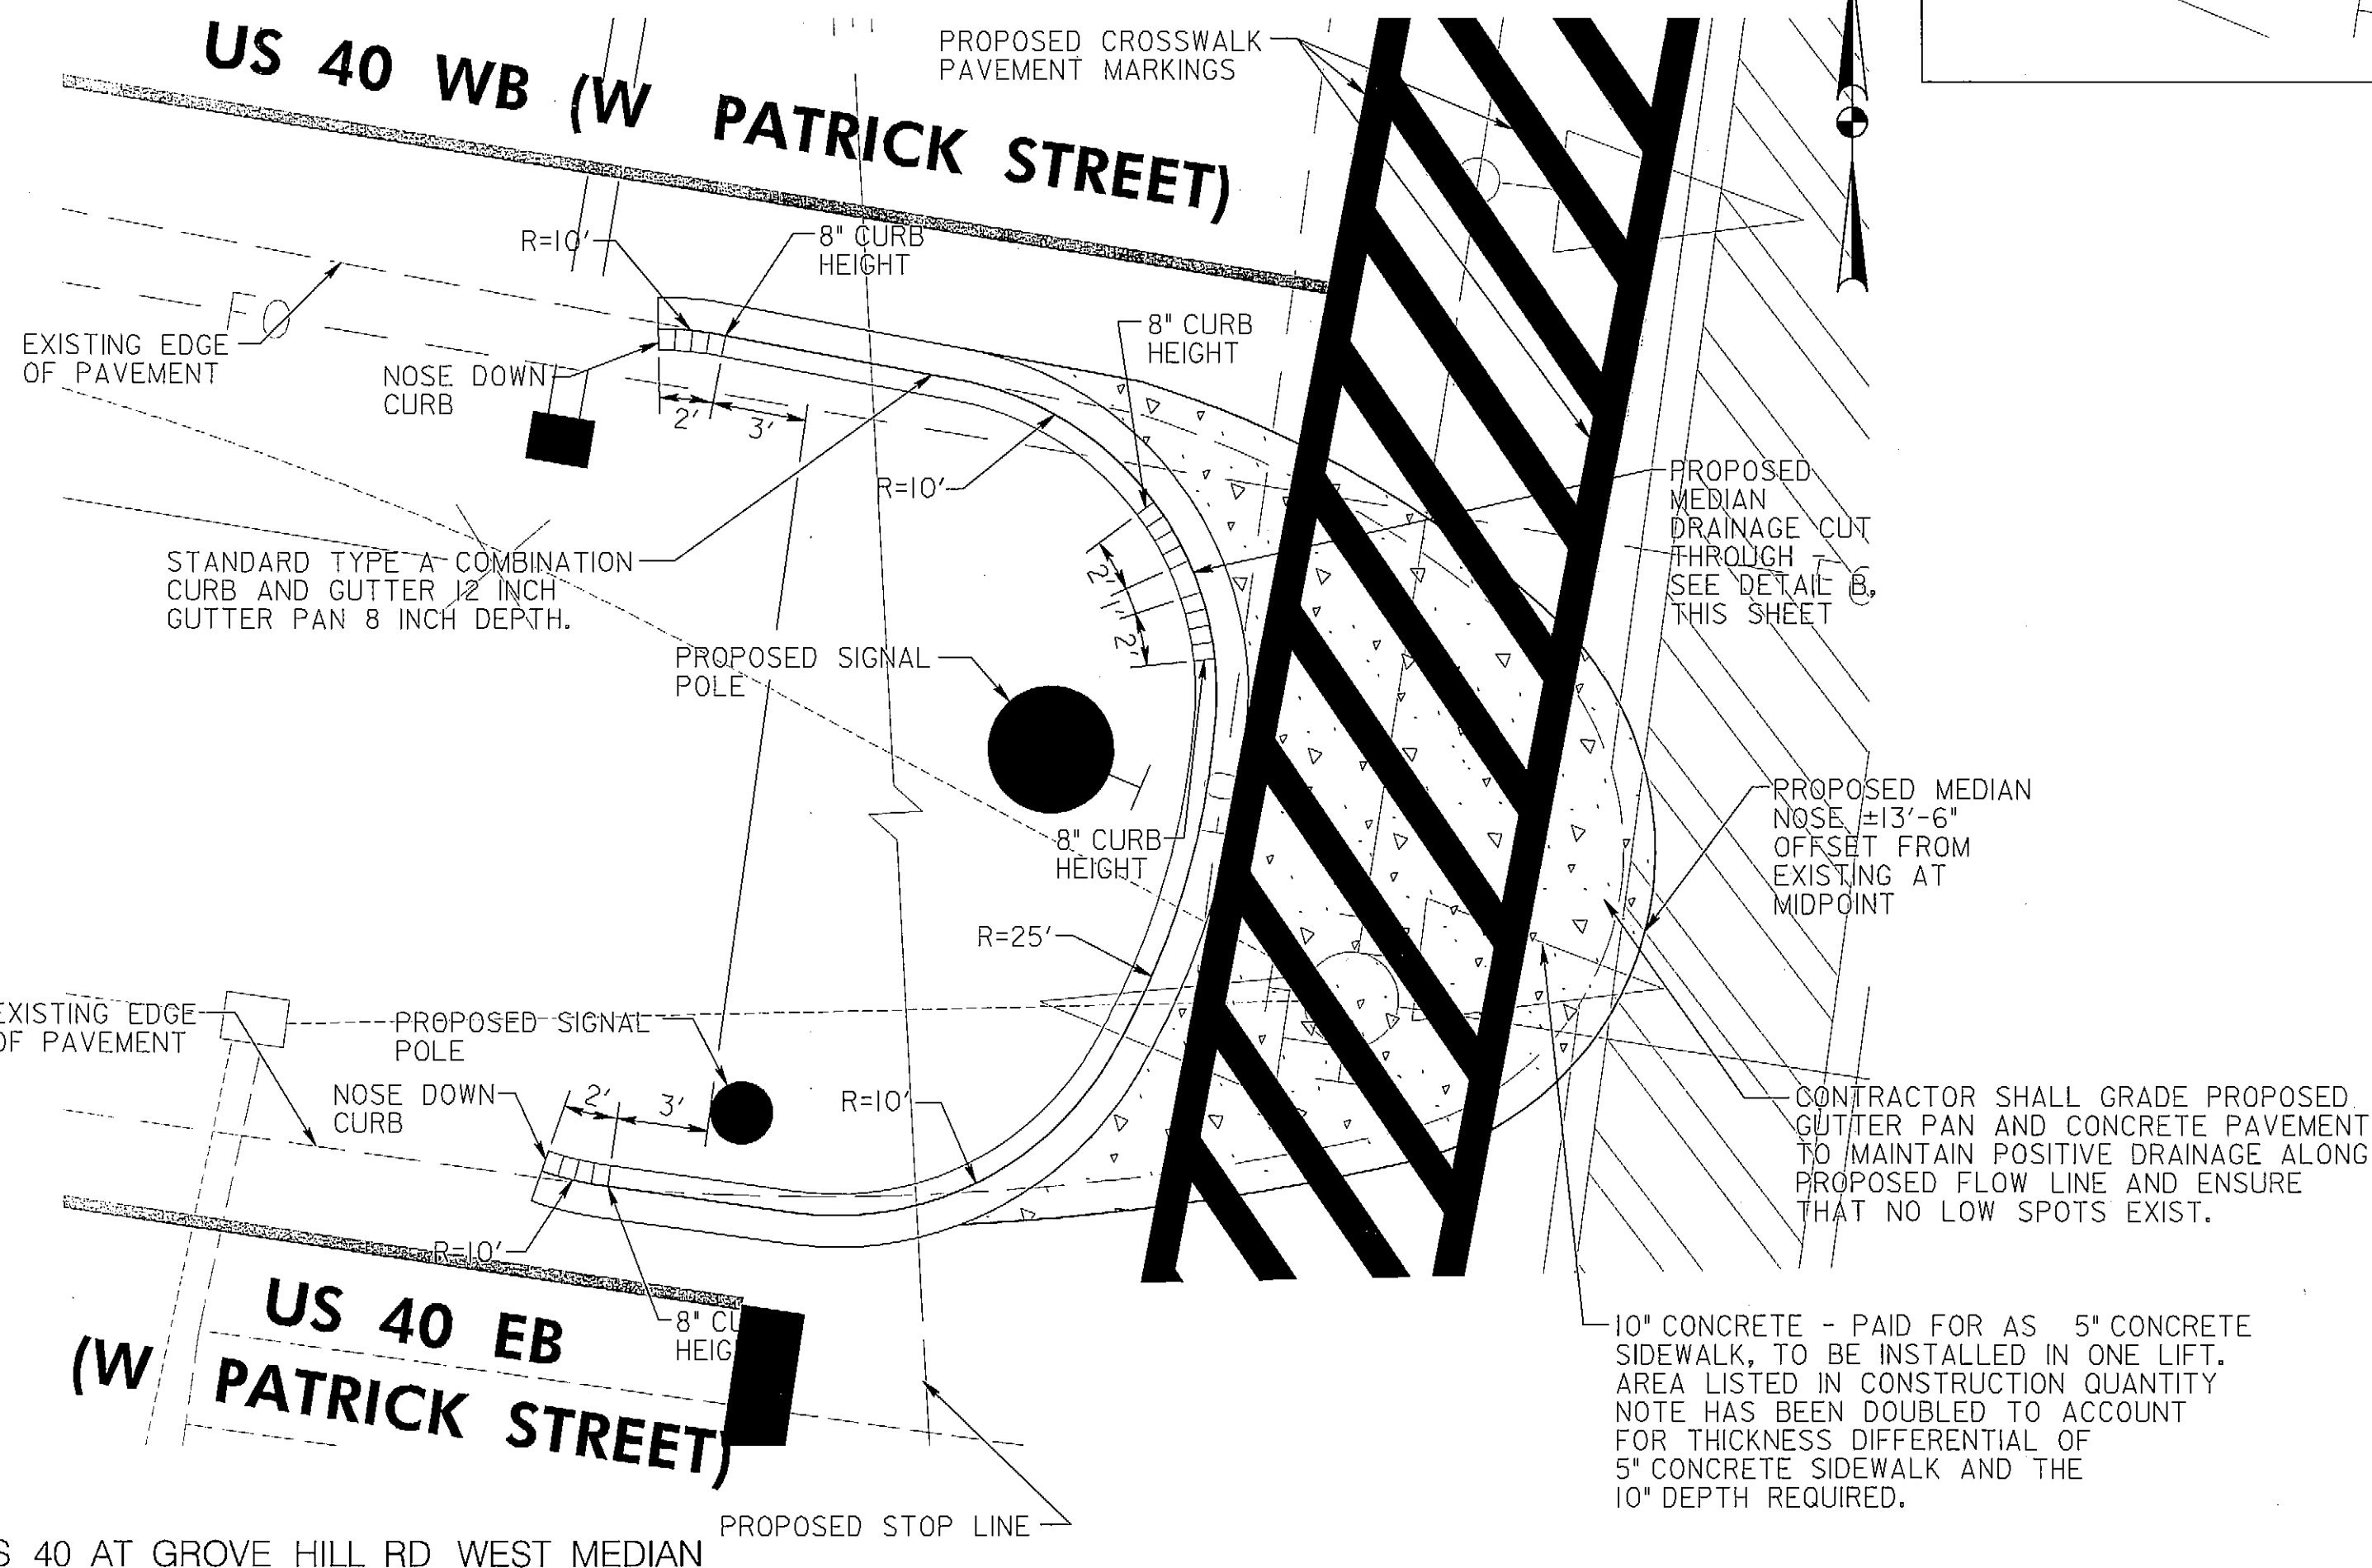 PROPOSED CROSSWALK
PAVEMENT MARKINGS
US 40 WB (W PATRICK STREET)
R=10'
8" CURB
HEIGHT
8" CURB
HEIGHT
FO
EXISTING EDGE
OF PAVEMENT
NOSE DOWN
CURB
2'
3'
R=10'
PROPOSED
MEDIAN
DRAINAGE CUT
THROUGH
SEE DETAIL B,
THIS SHEET
STANDARD TYPE A COMBINATION
CURB AND GUTTER 12 INCH
GUTTER PAN 8 INCH DEPTH.
2'
1'
2'
PROPOSED SIGNAL
POLE
PROPOSED MEDIAN
NOSE ±13'-6"
OFFSET FROM
EXISTING AT
MIDPOINT
8" CURB
HEIGHT
R=25'
EXISTING EDGE
OF PAVEMENT
PROPOSED SIGNAL
POLE
NOSE DOWN
CURB
2'
3'
R=10'
CONTRACTOR SHALL GRADE PROPOSED
GUTTER PAN AND CONCRETE PAVEMENT
TO MAINTAIN POSITIVE DRAINAGE ALONG
PROPOSED FLOW LINE AND ENSURE
THAT NO LOW SPOTS EXIST.
R=10'
US 40 EB
(W PATRICK STREET)
8" CU
HEIG
10" CONCRETE - PAID FOR AS 5" CONCRETE
SIDEWALK, TO BE INSTALLED IN ONE LIFT.
AREA LISTED IN CONSTRUCTION QUANTITY
NOTE HAS BEEN DOUBLED TO ACCOUNT
FOR THICKNESS DIFFERENTIAL OF
5" CONCRETE SIDEWALK AND THE
10" DEPTH REQUIRED.
PROPOSED STOP LINE
S 40 AT GROVE HILL RD WEST MEDIAN